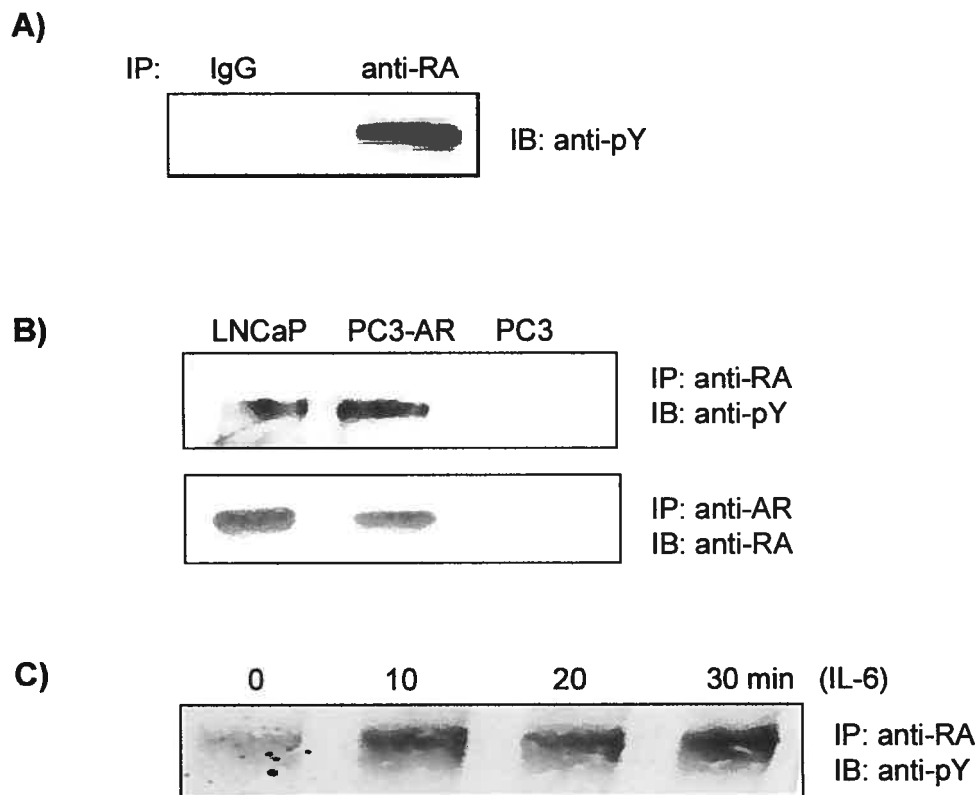 A)
IP: IgG anti-RA
IB: anti-pY
B)
LNCaP PC3-AR PC3
IP: anti-RA
IB: anti-pY
IP: anti-AR
IB: anti-RA
C)
0 10 20 30 min (IL-6)
IP: anti-RA
IB: anti-pY